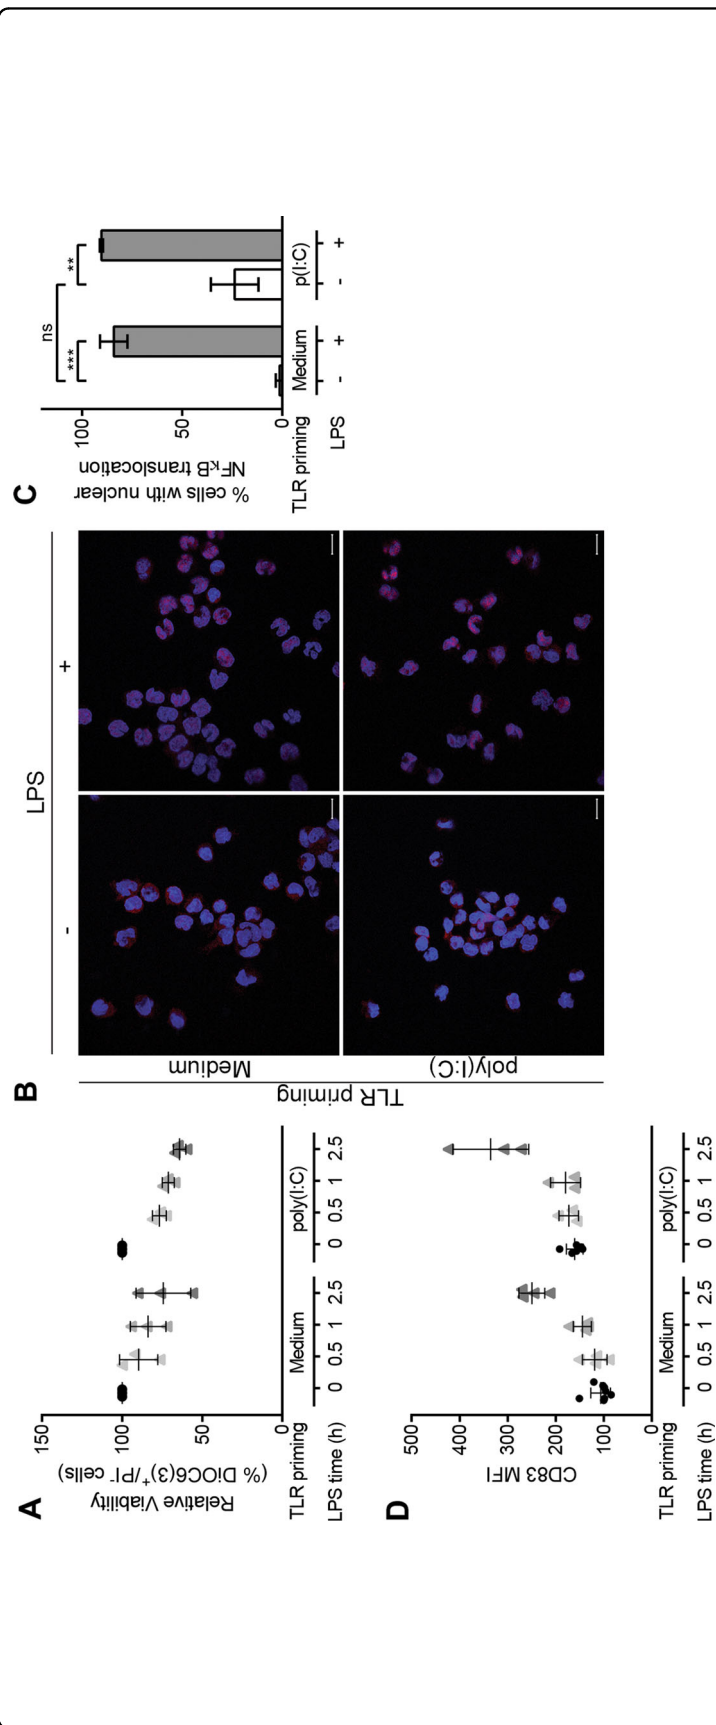 A
150
100
50
0
Relative Viability
(% DiOC6(3)⁺/PI⁻ cells)
TLR priming
Medium
poly(I:C)
LPS time (h)
0 0.5 1 2.5 0 0.5 1 2.5
B
LPS
- +
TLR priming
Medium
poly(I:C)
C
ns
*** **
100
50
0
% cells with nuclear
NFκB translocation
TLR priming
Medium p(I:C)
LPS
- + - +
D
500
400
300
200
100
0
CD83 MFI
TLR priming
Medium
poly(I:C)
LPS time (h)
0 0.5 1 2.5 0 0.5 1 2.5